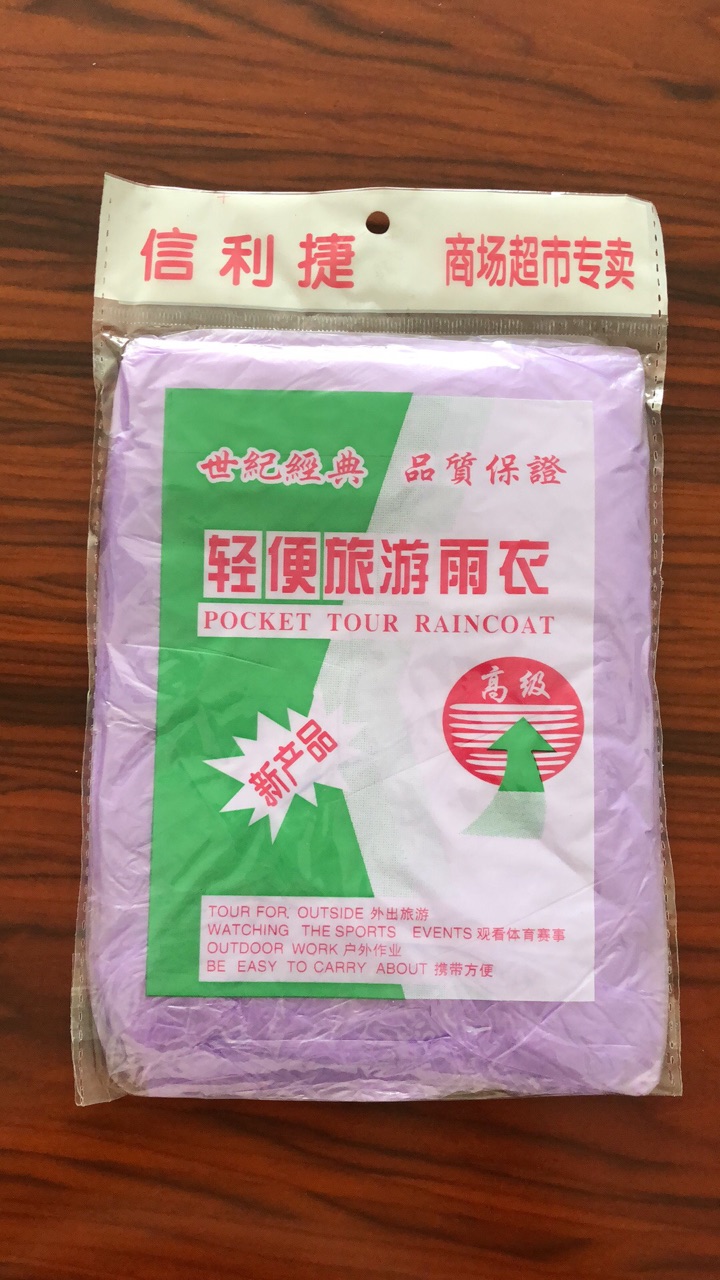 信利捷 商场超市专卖
世紀經典 品質保證
轻便旅游雨衣
POCKET TOUR RAINCOAT
高级
新产品
TOUR FOR. OUTSIDE 外出旅游
WATCHING THE SPORTS EVENTS 观看体育赛事
OUTDOOR WORK 户外作业
BE EASY TO CARRY ABOUT 携带方便